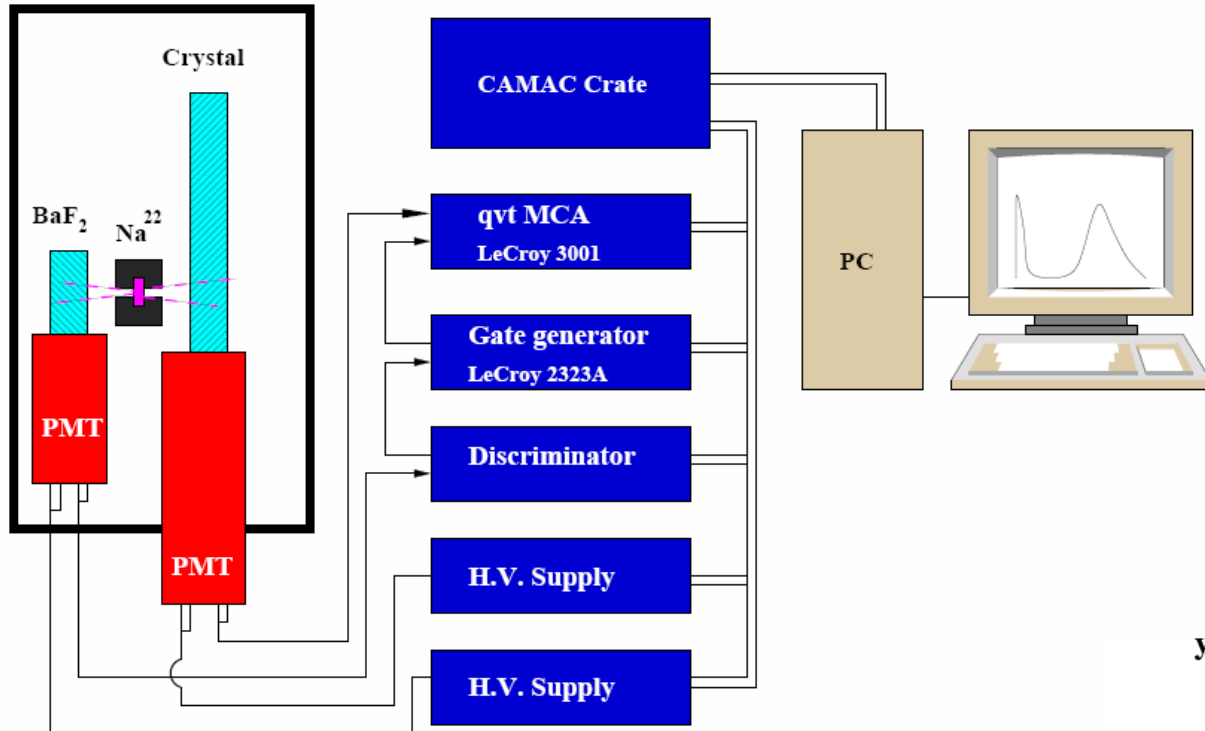 Crystal
BaF₂
Na²²
PMT
PMT
CAMAC Crate
qvt MCA
LeCroy 3001
Gate generator
LeCroy 2323A
Discriminator
H.V. Supply
H.V. Supply
PC
y